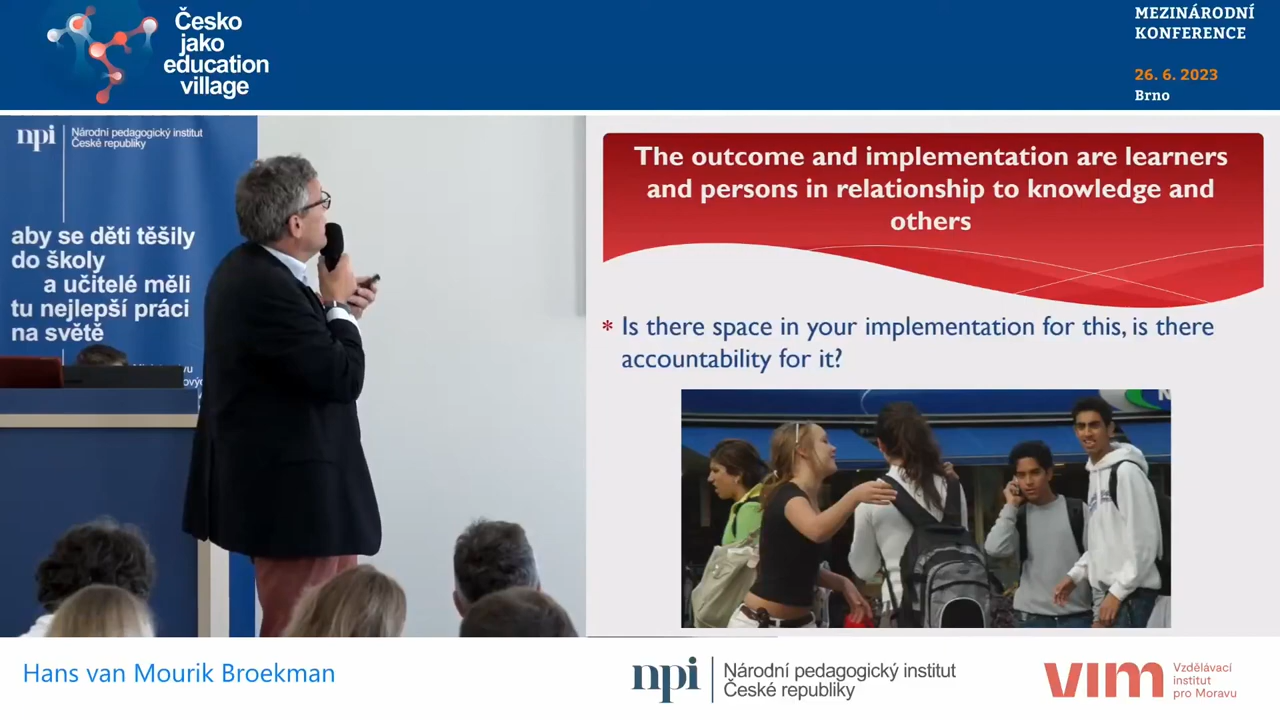 Česko
jako
education
village
MEZINÁRODNÍ
KONFERENCE
26. 6. 2023
Brno
npi
Národní pedagogický institut
České republiky
aby se děti těšily
do školy
a učitelé měli
tu nejlepší práci
na světě
The outcome and implementation are learners
and persons in relationship to knowledge and
others
* Is there space in your implementation for this, is there
accountability for it?
Hans van Mourik Broekman
npi
Národní pedagogický institut
České republiky
vim
Vzdělávací
institut
pro Moravu